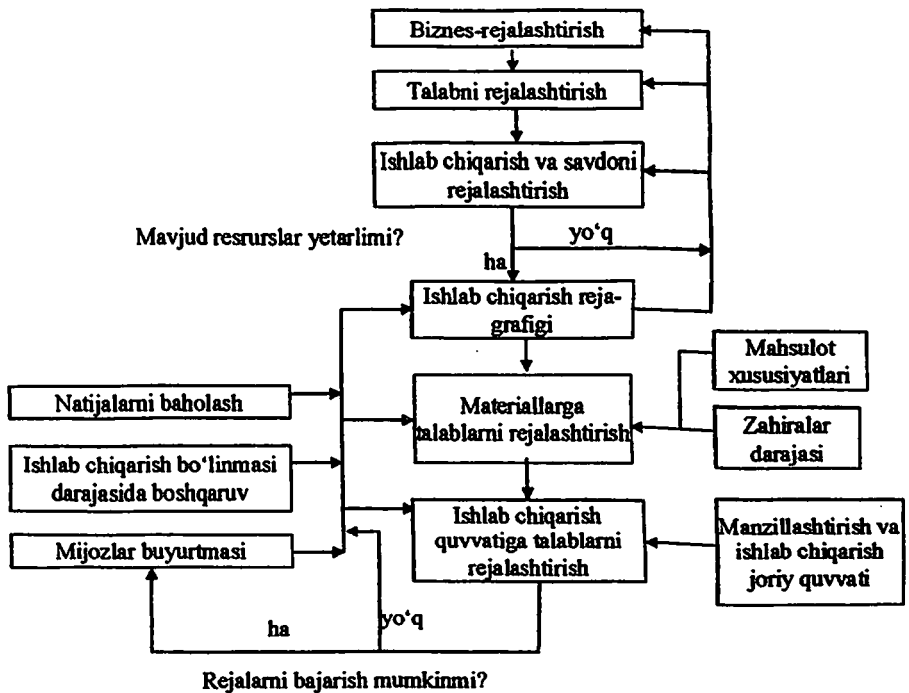 Biznes-rejalashtirish
Talabni rejalashtirish
Ishlab chiqarish va savdoni
rejalashtirish
Mavjud resrurslar yetarlimi?
yo‘q
ha
Ishlab chiqarish reja-
grafigi
Mahsulot
xususiyatlari
Natijalarni baholash
Materiallarga
talablarni rejalashtirish
Zahiralar
darajasi
Ishlab chiqarish bo‘linmasi
darajasida boshqaruv
Ishlab chiqarish
quvvatiga talablarni
rejalashtirish
Manzillashtirish va
ishlab chiqarish
joriy quvvati
Mijozlar buyurtmasi
ha
yo‘q
Rejalarni bajarish mumkinmi?